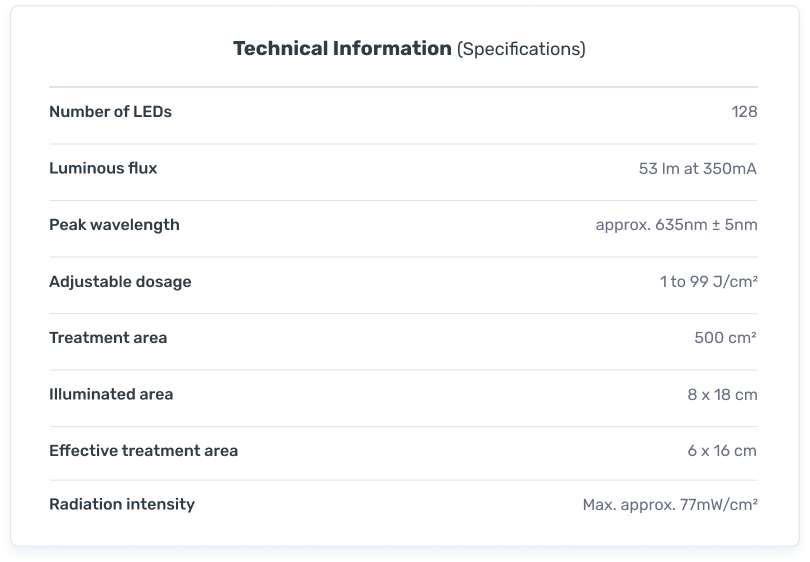 Technical Information (Specifications)
Number of LEDs 128
Luminous flux 53 lm at 350mA
Peak wavelength approx. 635nm ± 5nm
Adjustable dosage 1 to 99 J/cm²
Treatment area 500 cm²
Illuminated area 8 x 18 cm
Effective treatment area 6 x 16 cm
Radiation intensity Max. approx. 77mW/cm²